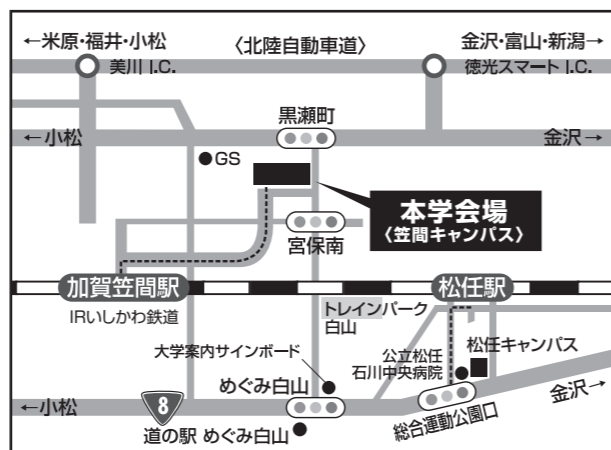 ←米原・福井・小松
〈北陸自動車道〉
金沢・富山・新潟→
美川 I.C.
徳光スマート I.C.
黒瀬町
←小松
金沢→
GS
本学会場
〈笠間キャンパス〉
宮保南
加賀笠間駅
松任駅
IRいしかわ鉄道
トレインパーク
白山
大学案内サインボード
公立松任
石川中央病院
松任キャンパス
めぐみ白山
←小松
8
道の駅 めぐみ白山
総合運動公園口
金沢→